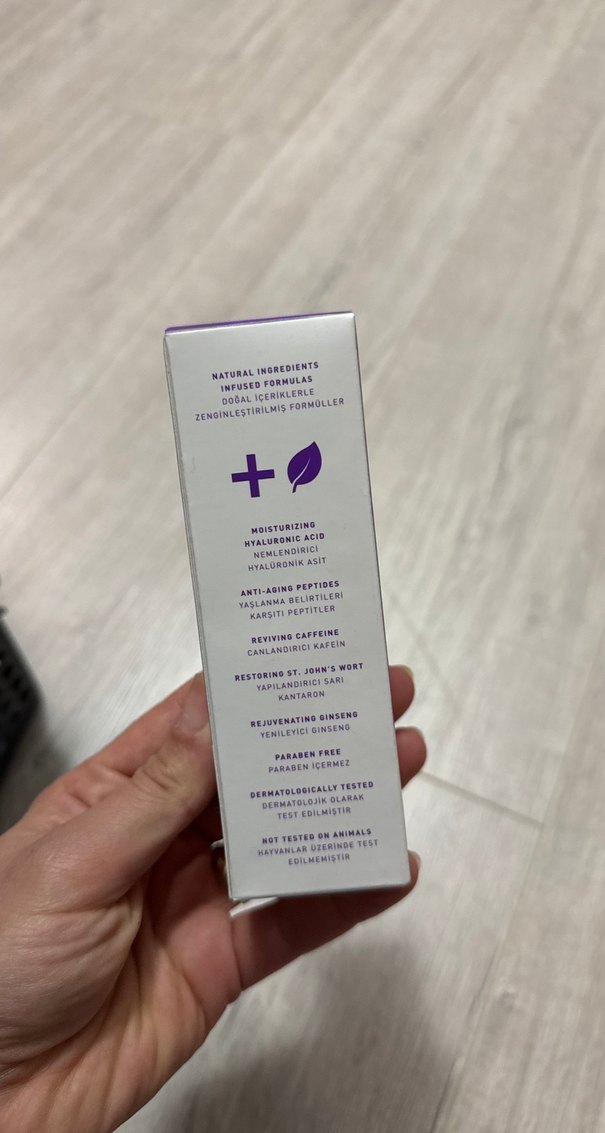 NATURAL INGREDIENTS
INFUSED FORMULAS
DOĞAL İÇERİKLERLE
ZENGİNLEŞTİRİLMİŞ FORMÜLLER
MOISTURIZING
HYALURONIC ACID
NEMLENDİRİCİ
HYALÜRONİK ASİT
ANTI-AGING PEPTIDES
YAŞLANMA BELİRTİLERİ
KARŞITI PEPTİTLER
REVIVING CAFFEINE
CANLANDIRICI KAFEİN
RESTORING ST. JOHN'S WORT
YAPILANDIRICI SARI
KANTARON
REJUVENATING GINSENG
YENİLEYİCİ GINSENG
PARABEN FREE
PARABEN İÇERMEZ
DERMATOLOGICALLY TESTED
DERMATOLOJİK OLARAK
TEST EDİLMİŞTİR
NOT TESTED ON ANIMALS
HAYVANLAR ÜZERİNDE TEST
EDİLMEMİŞTİR